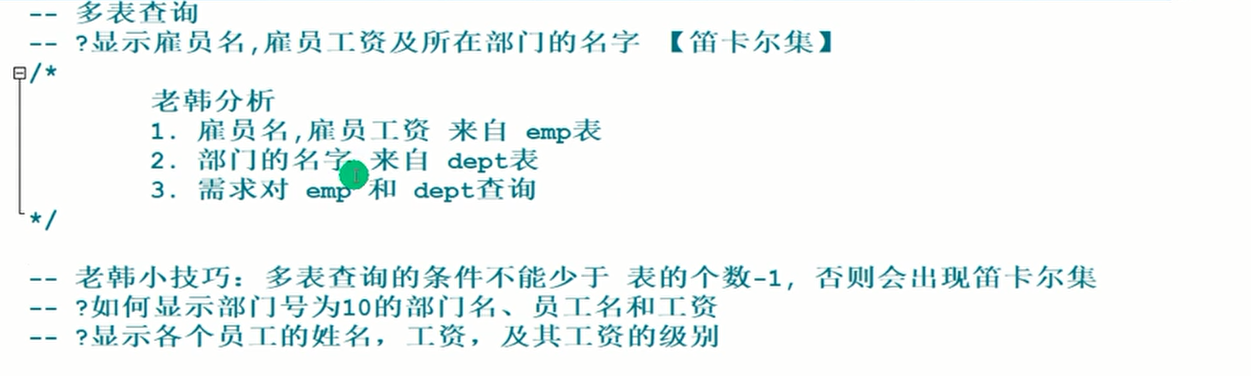 -- 多表查询
-- ?显示雇员名,雇员工资及所在部门的名字 【笛卡尔集】
/*
老韩分析
1. 雇员名,雇员工资 来自 emp表
2. 部门的名字 来自 dept表
3. 需求对 emp 和 dept查询
*/
-- 老韩小技巧：多表查询的条件不能少于 表的个数-1, 否则会出现笛卡尔集
-- ?如何显示部门号为10的部门名、员工名和工资
-- ?显示各个员工的姓名，工资，及其工资的级别